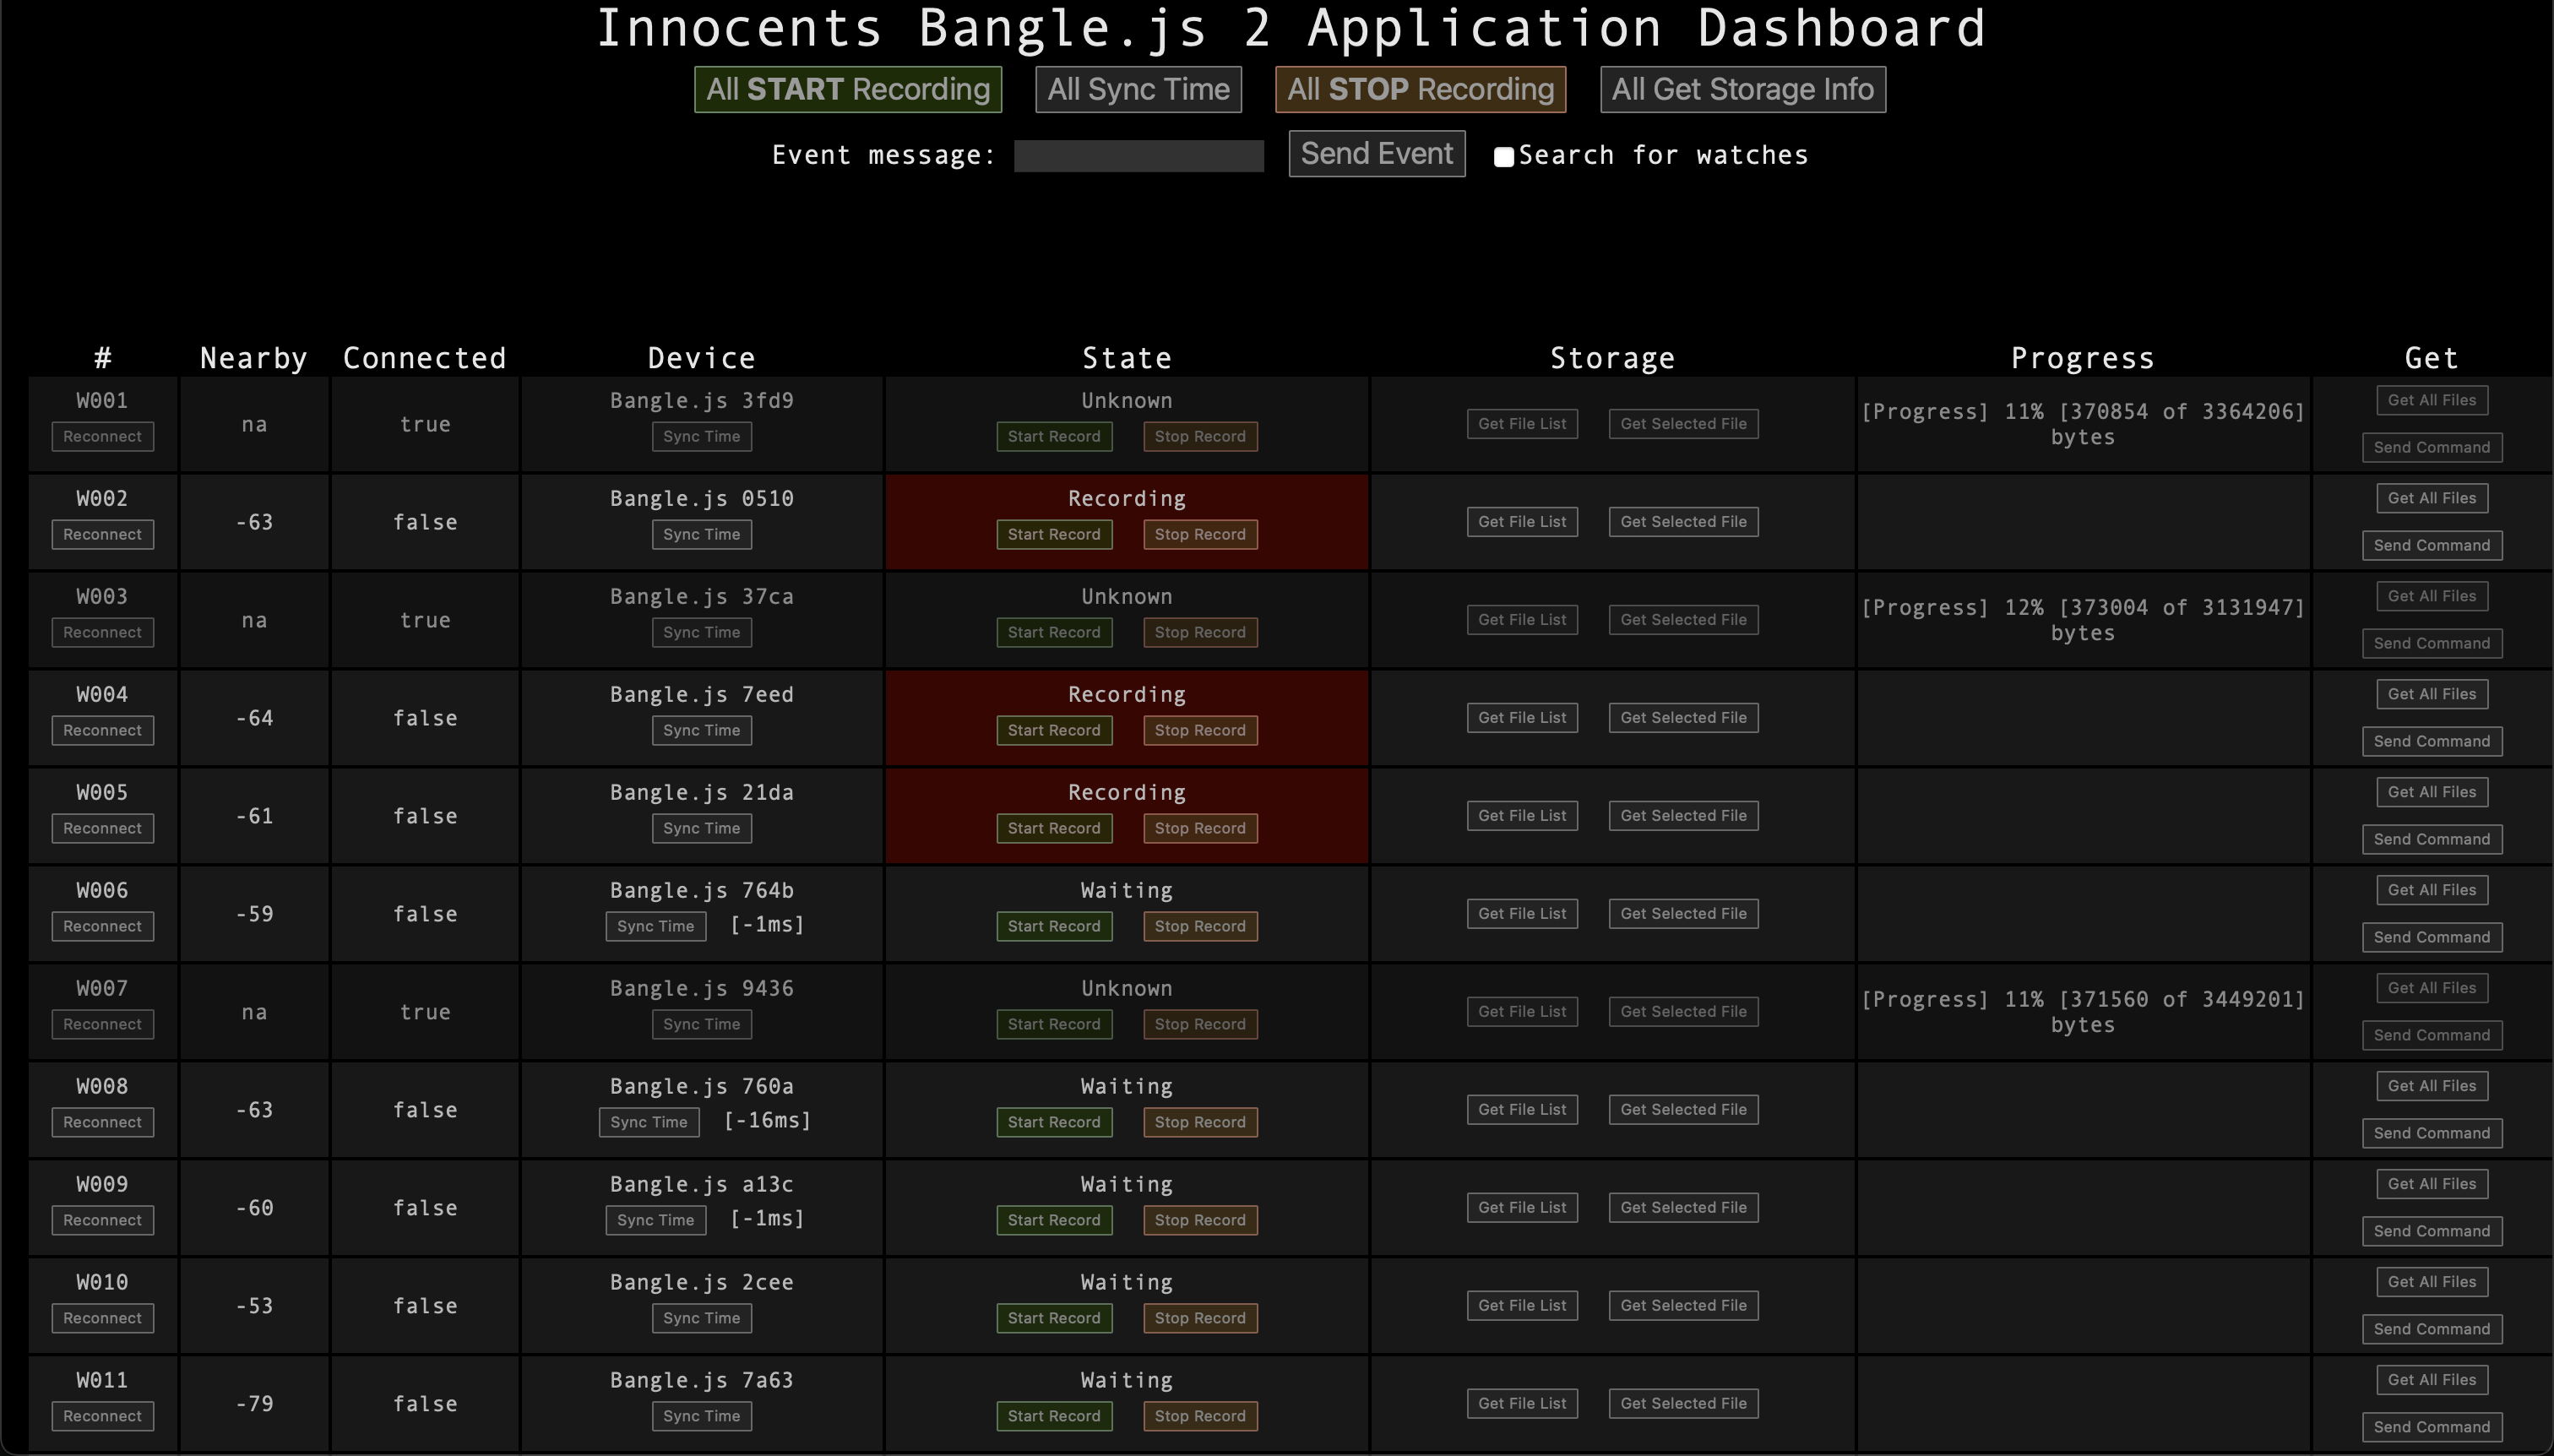 Innocents Bangle.js 2 Application Dashboard
All START Recording All Sync Time All STOP Recording All Get Storage Info
Event message: Send Event Search for watches
# Nearby Connected Device State Storage Progress Get
W001 Bangle.js 3fd9 Unknown Get All Files
na true Get File List Get Selected File [Progress] 11% [370854 of 3364206]
bytes
Reconnect Sync Time Start Record Stop Record Send Command
W002 Bangle.js 0510 Recording Get All Files
-63 false Get File List Get Selected File
Reconnect Sync Time Start Record Stop Record Send Command
W003 Bangle.js 37ca Unknown Get All Files
na true Get File List Get Selected File [Progress] 12% [373004 of 3131947]
bytes
Reconnect Sync Time Start Record Stop Record Send Command
W004 Bangle.js 7eed Recording Get All Files
-64 false Get File List Get Selected File
Reconnect Sync Time Start Record Stop Record Send Command
W005 Bangle.js 21da Recording Get All Files
-61 false Get File List Get Selected File
Reconnect Sync Time Start Record Stop Record Send Command
W006 Bangle.js 764b Waiting Get All Files
-59 false Get File List Get Selected File
Reconnect Sync Time [-1ms] Start Record Stop Record Send Command
W007 Bangle.js 9436 Unknown Get All Files
na true Get File List Get Selected File [Progress] 11% [371560 of 3449201]
bytes
Reconnect Sync Time Start Record Stop Record Send Command
W008 Bangle.js 760a Waiting Get All Files
-63 false Get File List Get Selected File
Reconnect Sync Time [-16ms] Start Record Stop Record Send Command
W009 Bangle.js a13c Waiting Get All Files
-60 false Get File List Get Selected File
Reconnect Sync Time [-1ms] Start Record Stop Record Send Command
W010 Bangle.js 2cee Waiting Get All Files
-53 false Get File List Get Selected File
Reconnect Sync Time Start Record Stop Record Send Command
W011 Bangle.js 7a63 Waiting Get All Files
-79 false Get File List Get Selected File
Reconnect Sync Time Start Record Stop Record Send Command